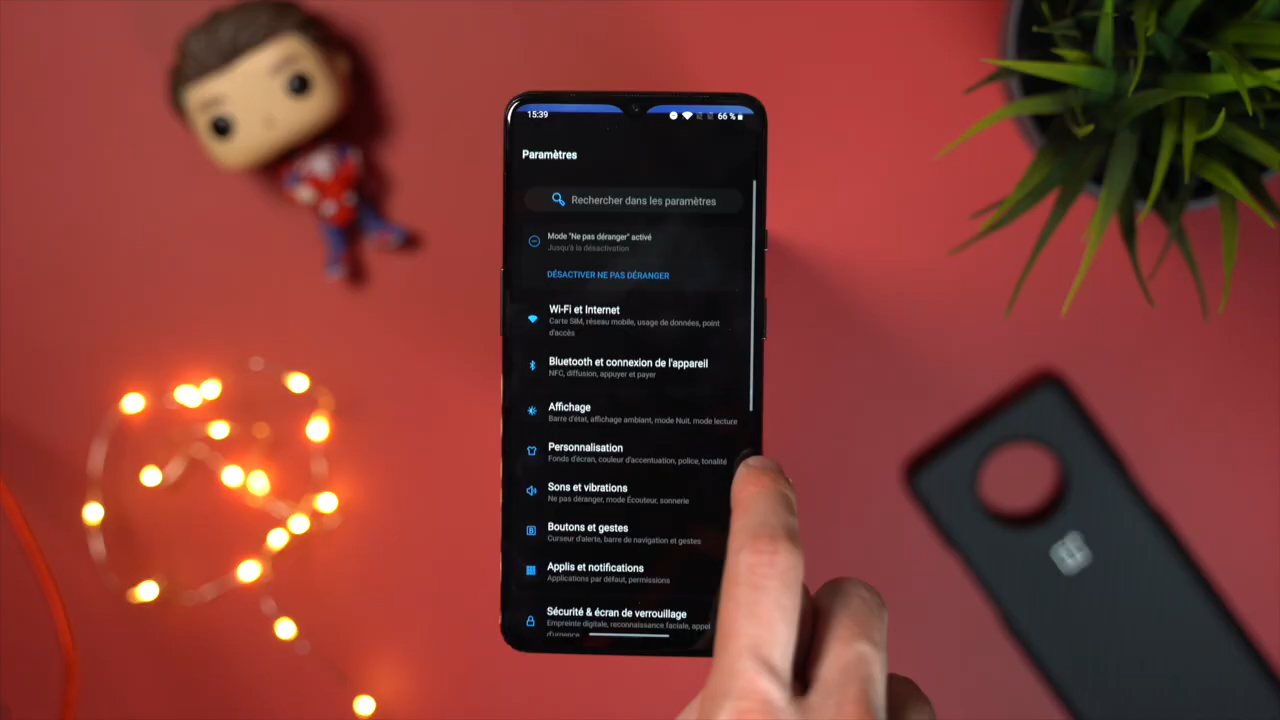 15:39
66 %
Paramètres
Rechercher dans les paramètres
Mode "Ne pas déranger" activé
Jusqu'à la désactivation
DÉSACTIVER NE PAS DÉRANGER
Wi-Fi et Internet
Carte SIM, réseau mobile, usage de données, point
d'accès
Bluetooth et connexion de l'appareil
NFC, diffusion, appuyer et payer
Affichage
Barre d'état, affichage ambiant, mode Nuit, mode lecture
Personnalisation
Fonds d'écran, couleur d'accentuation, police, tonalité
Sons et vibrations
Ne pas déranger, mode Écouteur, sonnerie
Boutons et gestes
Curseur d'alerte, barre de navigation et gestes
Applis et notifications
Applications par défaut, permissions
Sécurité & écran de verrouillage
Empreinte digitale, reconnaissance faciale, appel
d'urgence